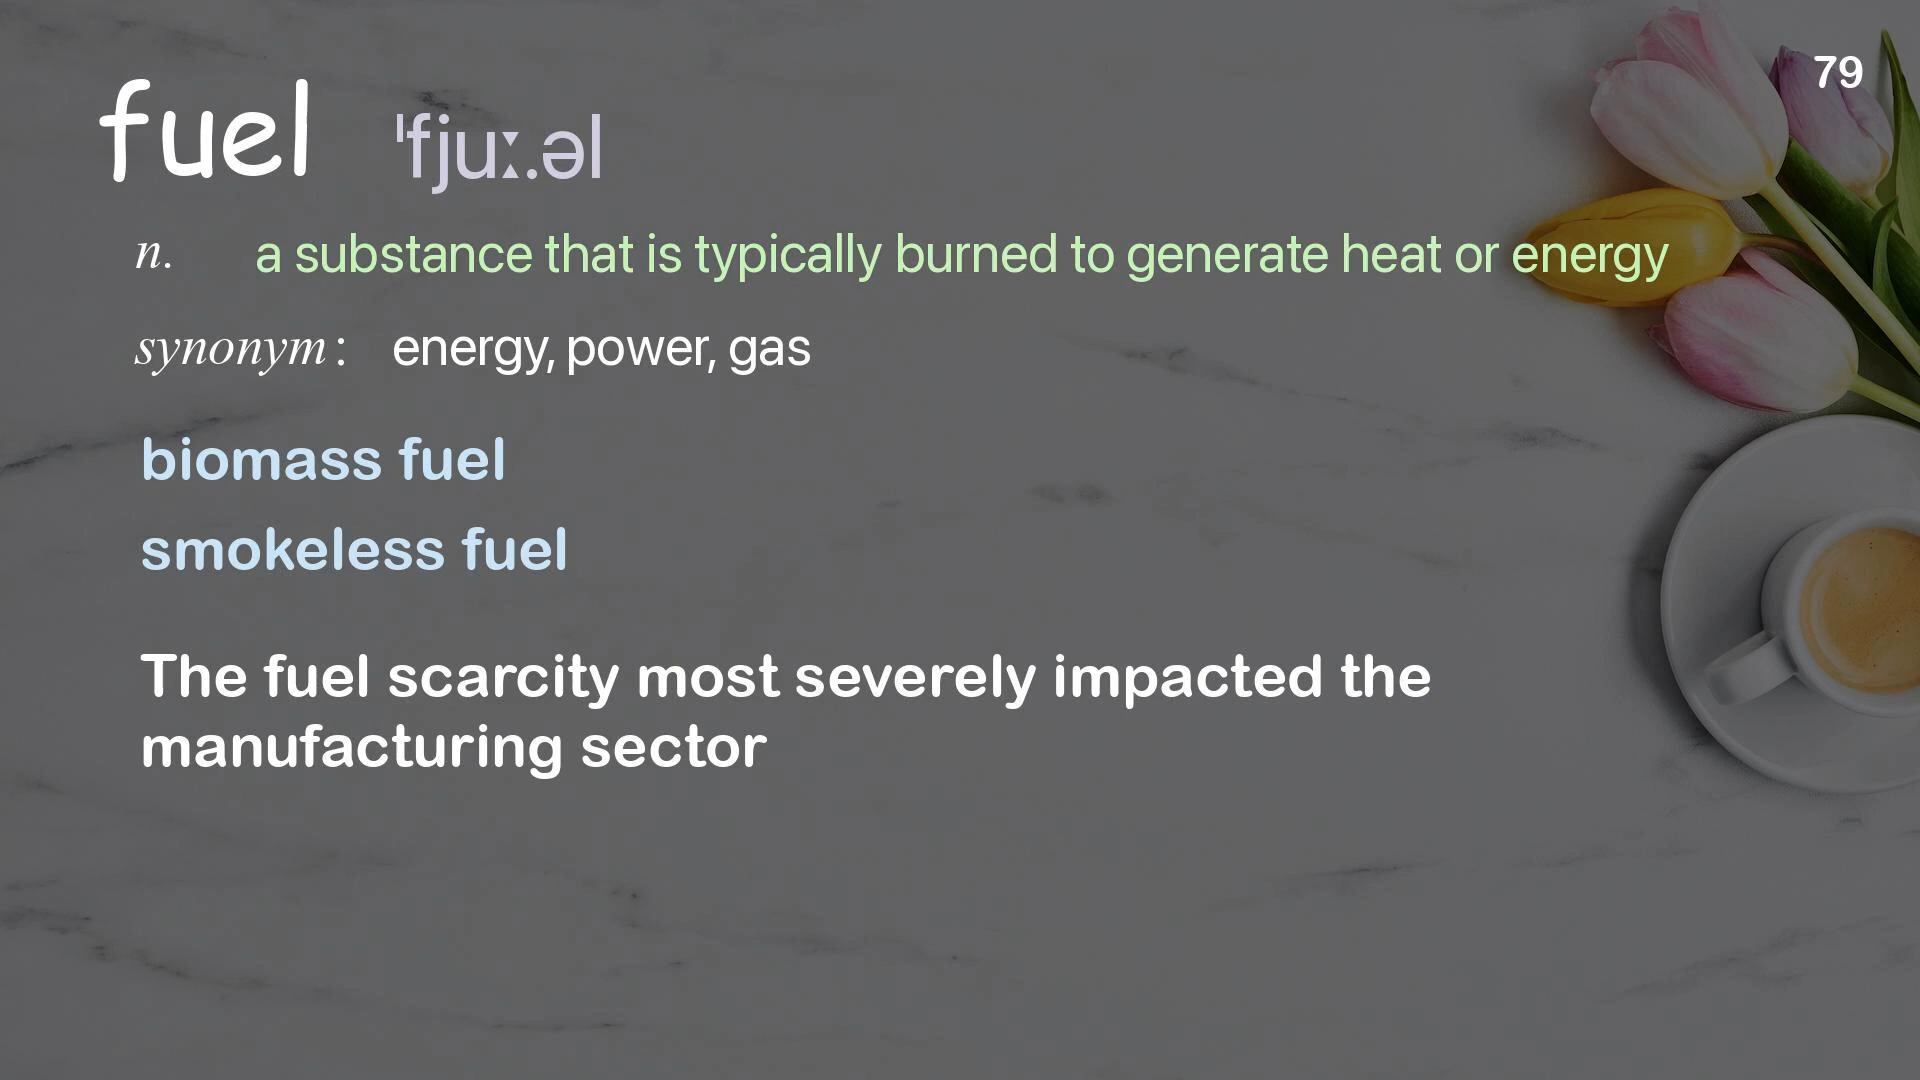 79
fuel ˈfjuː.əl
n. a substance that is typically burned to generate heat or energy
synonym : energy, power, gas
biomass fuel
smokeless fuel
The fuel scarcity most severely impacted the
manufacturing sector